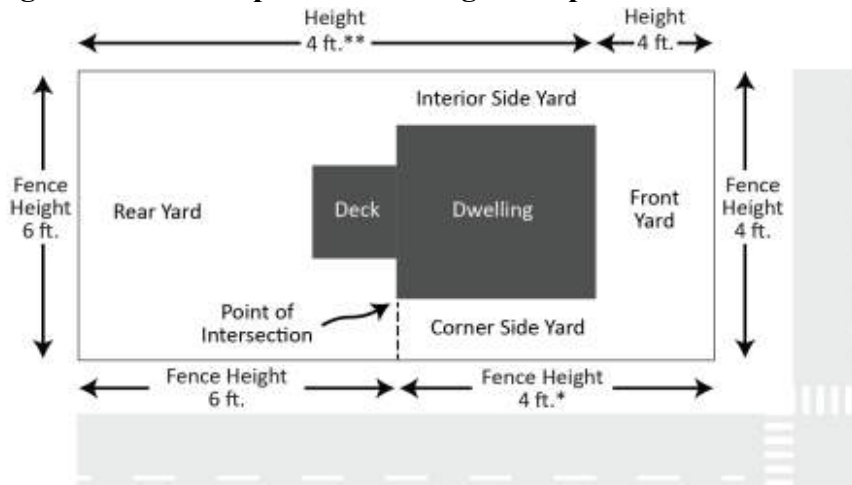 Height
4 ft.**
Height
4 ft.
Interior Side Yard
Fence
Height
6 ft.
Rear Yard
Deck
Dwelling
Front
Yard
Fence
Height
4 ft.
Point of
Intersection
Corner Side Yard
Fence Height
6 ft.
Fence Height
4 ft.*